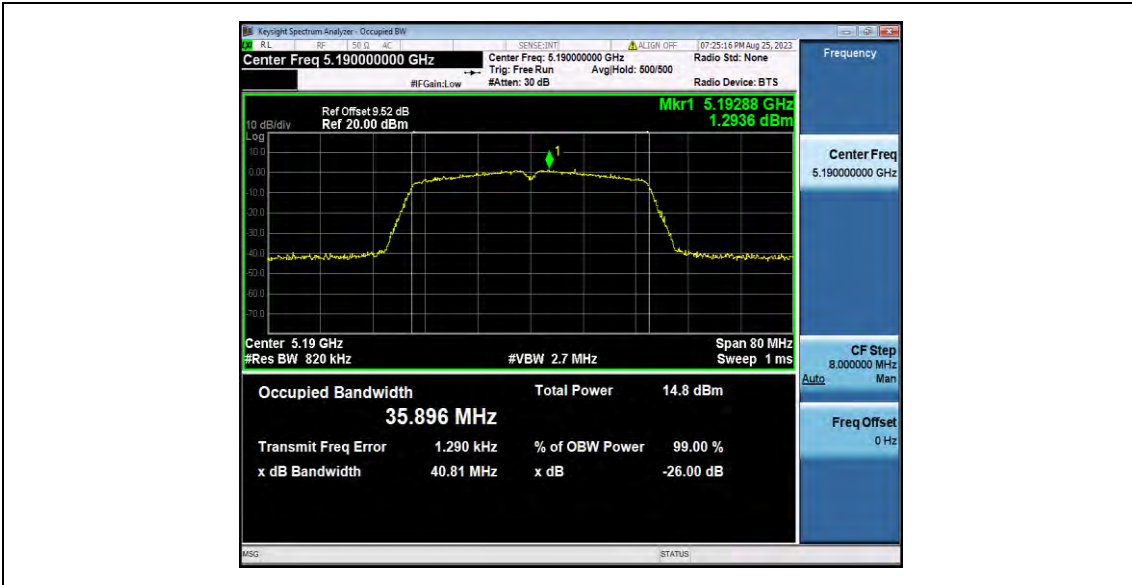 Keysight Spectrum Analyzer - Occupied BW
RL RF 50 Ω AC SENSE:INT ALIGN OFF 07:25:16 PM Aug 25, 2023
Center Freq 5.190000000 GHz
Center Freq: 5.190000000 GHz
Radio Std: None
Trig: Free Run Avg|Hold: 500/500
#IFGain:Low #Atten: 30 dB Radio Device: BTS
Mkr1 5.19288 GHz
1.2936 dBm
Ref Offset 9.52 dB
10 dB/div Ref 20.00 dBm
Log
10.0
0.00
-10.0
-20.0
-30.0
-40.0
-50.0
-60.0
-70.0
1
Center 5.19 GHz Span 80 MHz
#Res BW 820 kHz #VBW 2.7 MHz Sweep 1 ms
Occupied Bandwidth Total Power 14.8 dBm
35.896 MHz
Transmit Freq Error 1.290 kHz % of OBW Power 99.00 %
x dB Bandwidth 40.81 MHz x dB -26.00 dB
MSG STATUS
Frequency
Center Freq
5.190000000 GHz
CF Step
8.000000 MHz
Auto Man
Freq Offset
0 Hz